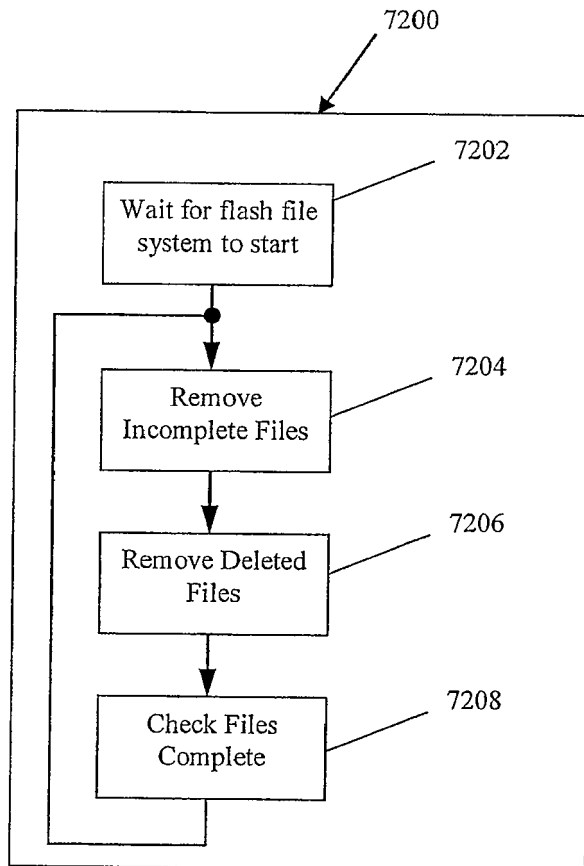 7200
7202
Wait for flash file
system to start
7204
Remove
Incomplete Files
7206
Remove Deleted
Files
7208
Check Files
Complete